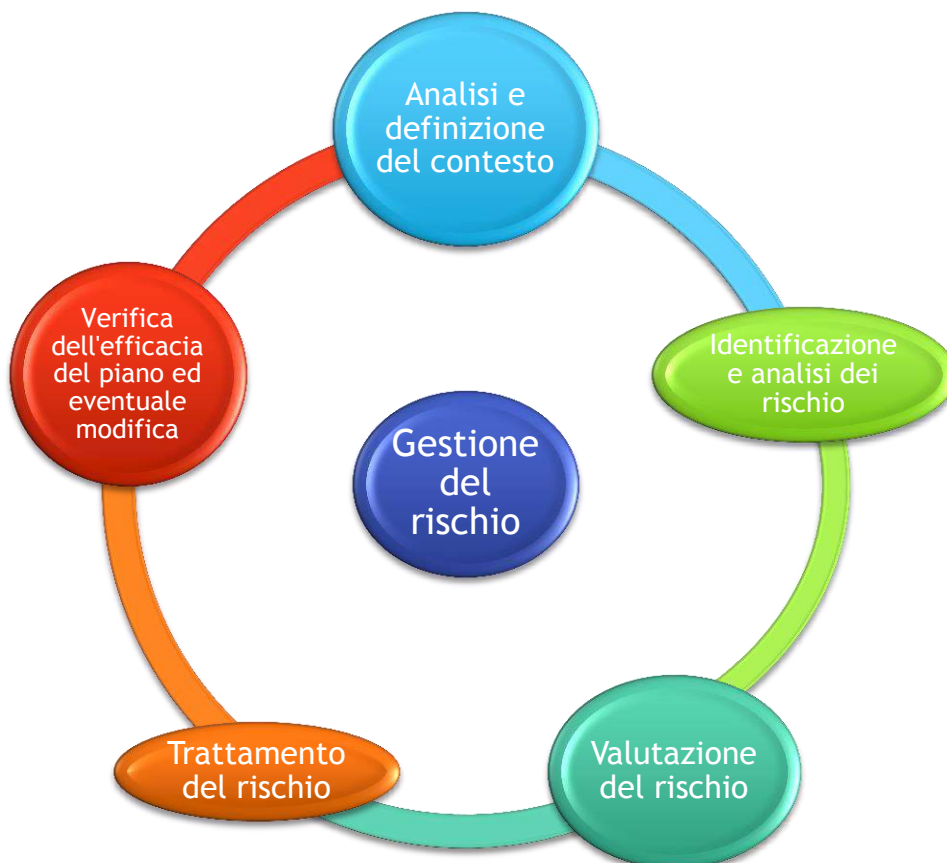 Analisi e
definizione
del contesto
Identificazione
e analisi dei
rischio
Valutazione
del rischio
Trattamento
del rischio
Verifica
dell'efficacia
del piano ed
eventuale
modifica
Gestione
del
rischio